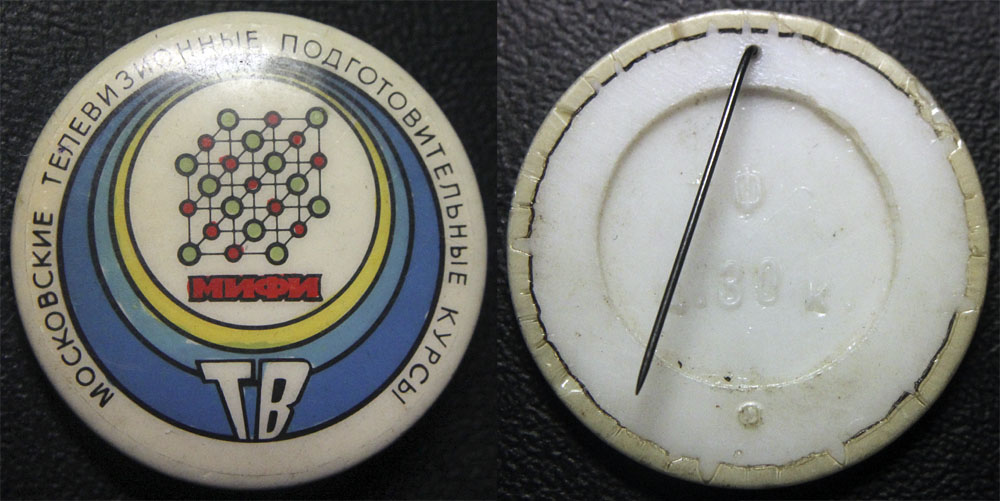 МОСКОВСКИЕ ТЕЛЕВИЗИОННЫЕ ПОДГОТОВИТЕЛЬНЫЕ КУРСЫ
МИФИ
ТВ